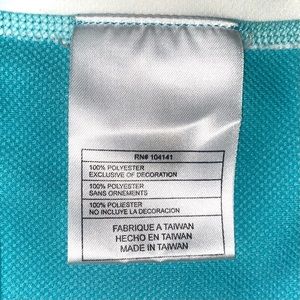 RN# 104141
100% POLYESTER
EXCLUSIVE OF DECORATION
100% POLYESTER
SANS ORNEMENTS
100% POLIESTER
NO INCLUYE LA DECORACION
FABRIQUE A TAIWAN
HECHO EN TAIWAN
MADE IN TAIWAN